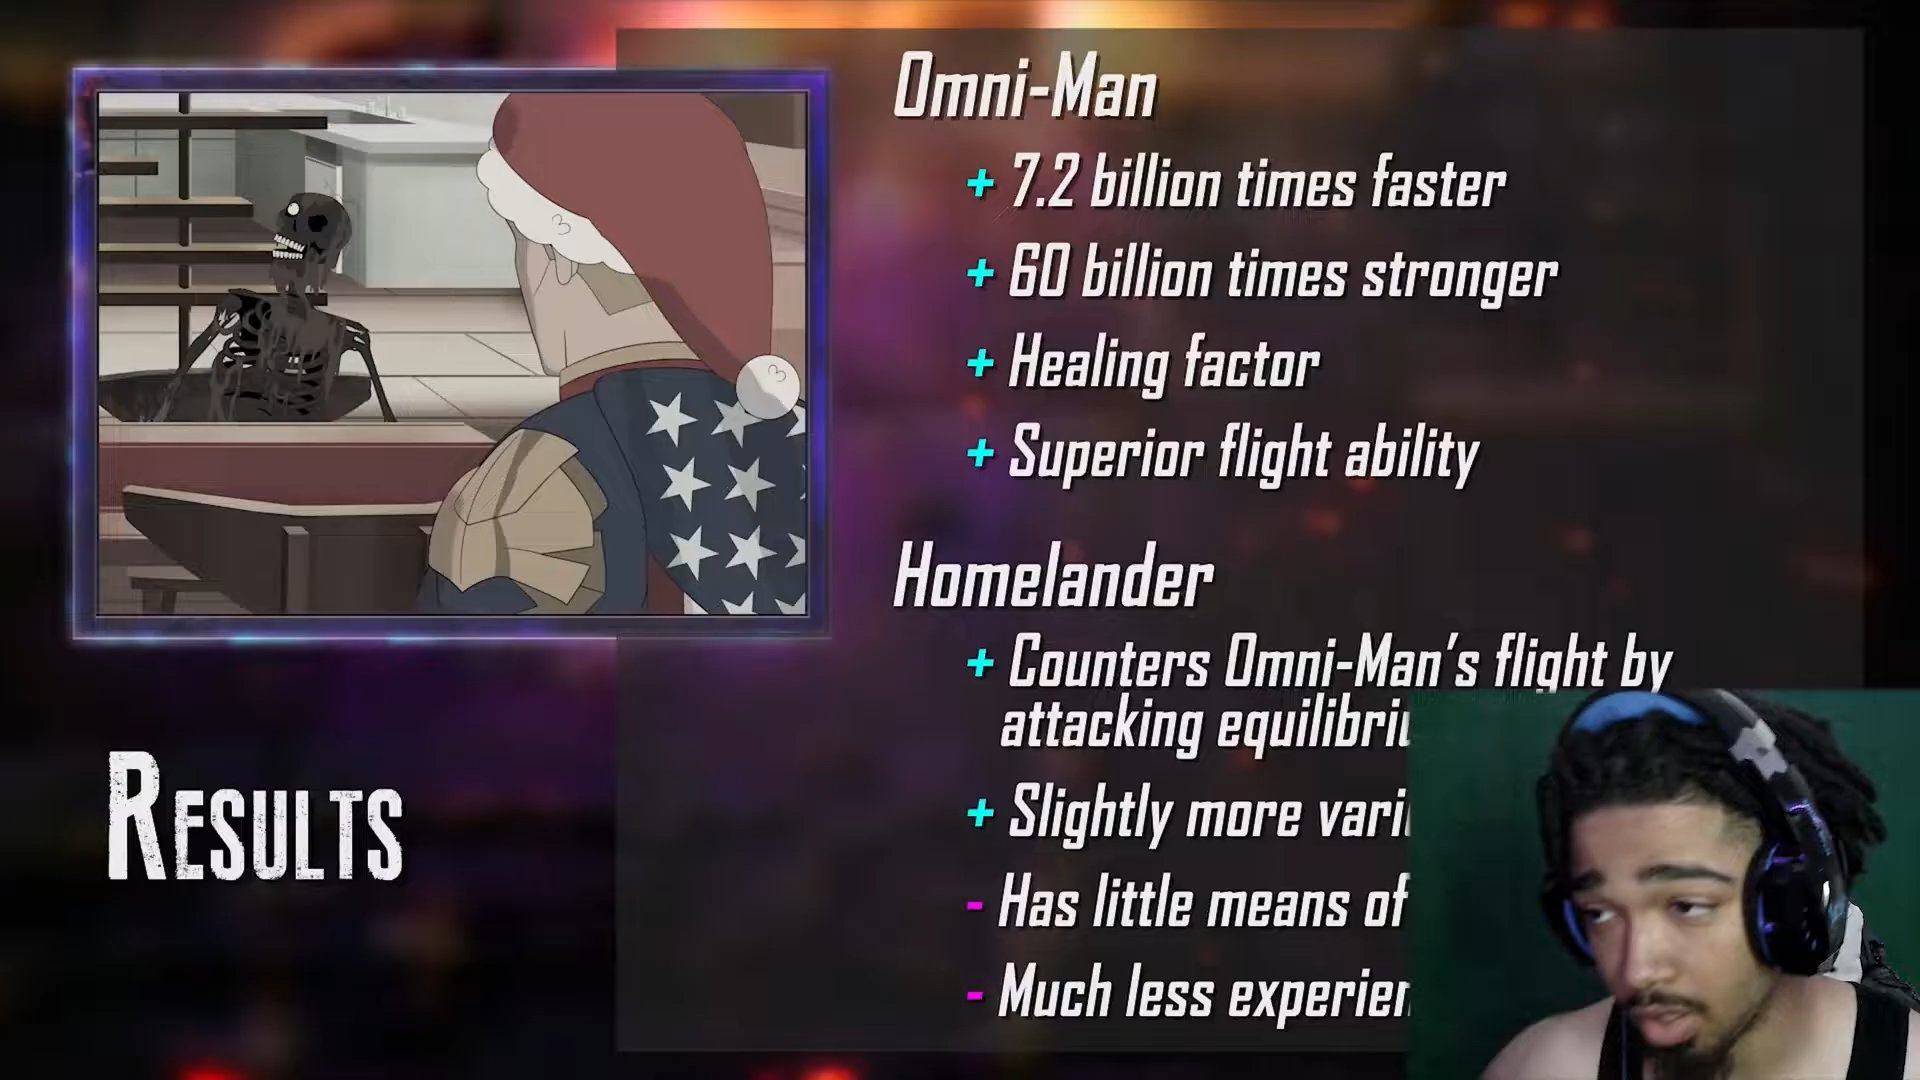 Omni-Man
+ 7.2 billion times faster
+ 60 billion times stronger
+ Healing factor
+ Superior flight ability
Homelander
+ Counters Omni-Man's flight by
attacking
+ Slightly more
- Has little means of
- Much less
RESULTS